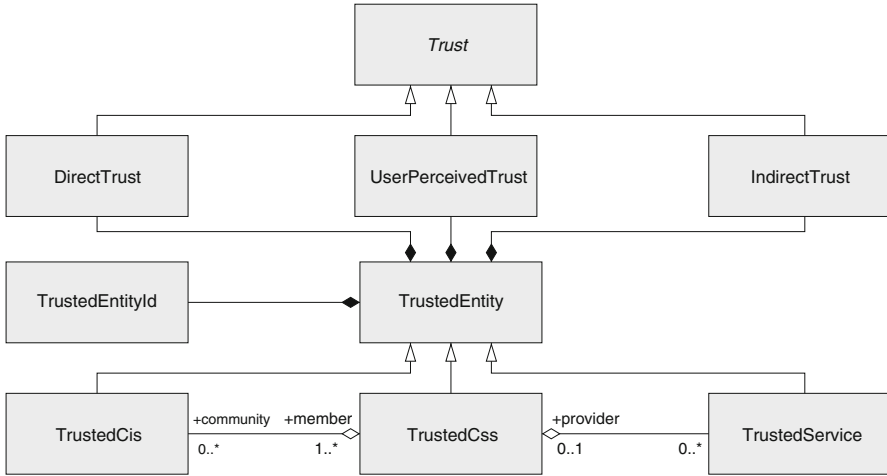 Trust
DirectTrust
UserPerceivedTrust
IndirectTrust
TrustedEntityId
TrustedEntity
TrustedCis
+community
0..*
+member
1..*
TrustedCss
+provider
0..1
0..*
TrustedService